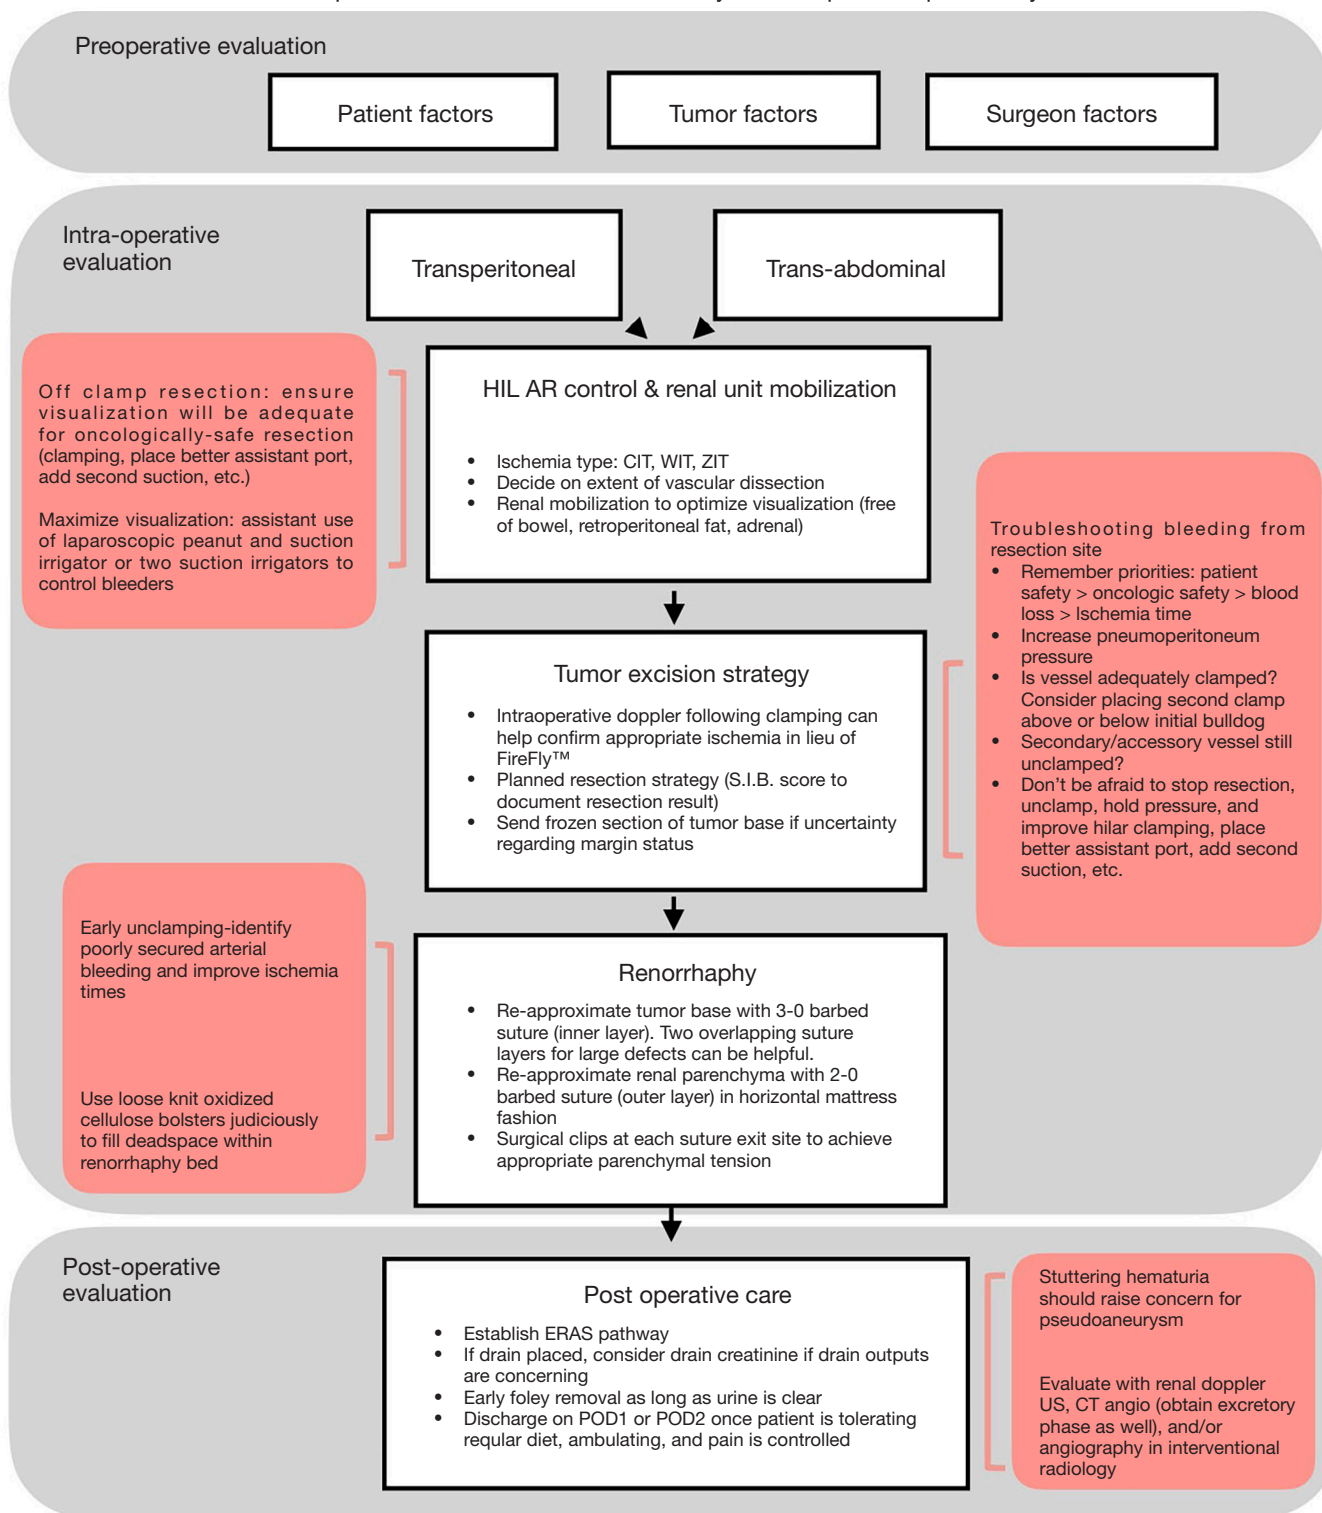 Preoperative evaluation
Patient factors
Tumor factors
Surgeon factors
Intra-operative
evaluation
Transperitoneal
Trans-abdominal
Off clamp resection: ensure
visualization will be adequate
for oncologically-safe resection
(clamping, place better assistant port,
add second suction, etc.)
Maximize visualization: assistant use
of laparoscopic peanut and suction
irrigator or two suction irrigators to
control bleeders
HIL AR control & renal unit mobilization
• Ischemia type: CIT, WIT, ZIT
• Decide on extent of vascular dissection
• Renal mobilization to optimize visualization (free
of bowel, retroperitoneal fat, adrenal)
Troubleshooting bleeding from
resection site
• Remember priorities: patient
safety > oncologic safety > blood
loss > Ischemia time
• Increase pneumoperitoneum
pressure
• Is vessel adequately clamped?
Consider placing second clamp
above or below initial bulldog
• Secondary/accessory vessel still
unclamped?
• Don't be afraid to stop resection,
unclamp, hold pressure, and
improve hilar clamping, place
better assistant port, add second
suction, etc.
Tumor excision strategy
• Intraoperative doppler following clamping can
help confirm appropriate ischemia in lieu of
FireFly™
• Planned resection strategy (S.I.B. score to
document resection result)
• Send frozen section of tumor base if uncertainty
regarding margin status
Early unclamping-identify
poorly secured arterial
bleeding and improve ischemia
times
Use loose knit oxidized
cellulose bolsters judiciously
to fill deadspace within
renorrhaphy bed
Renorrhaphy
• Re-approximate tumor base with 3-0 barbed
suture (inner layer). Two overlapping suture
layers for large defects can be helpful.
• Re-approximate renal parenchyma with 2-0
barbed suture (outer layer) in horizontal mattress
fashion
• Surgical clips at each suture exit site to achieve
appropriate parenchymal tension
Post-operative
evaluation
Post operative care
• Establish ERAS pathway
• If drain placed, consider drain creatinine if drain outputs
are concerning
• Early foley removal as long as urine is clear
• Discharge on POD1 or POD2 once patient is tolerating
reqular diet, ambulating, and pain is controlled
Stuttering hematuria
should raise concern for
pseudoaneurysm
Evaluate with renal doppler
US, CT angio (obtain excretory
phase as well), and/or
angiography in interventional
radiology